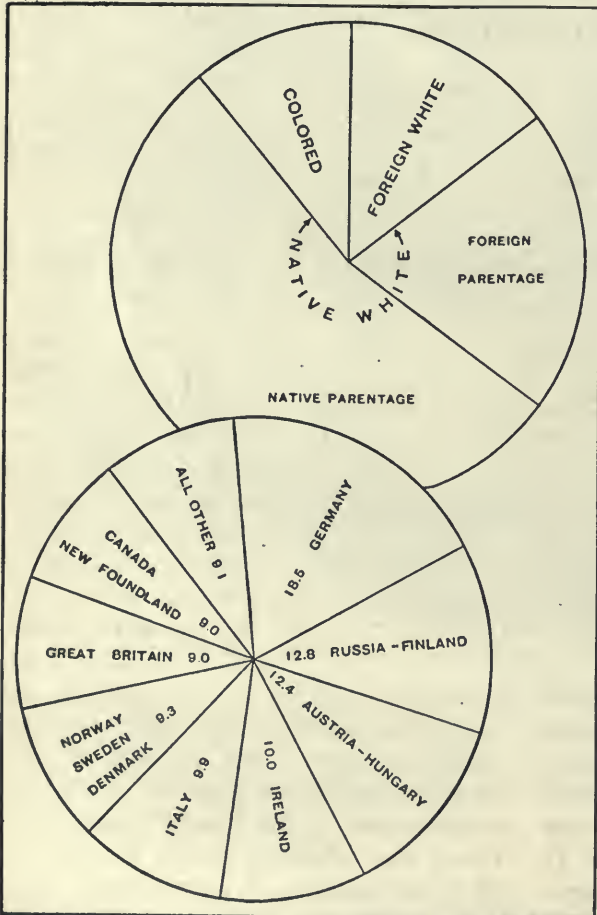 COLORED
FOREIGN WHITE
FOREIGN
PARENTAGE
NATIVE WHITE
NATIVE PARENTAGE
ALL OTHER 9.1
18.5 GERMANY
CANADA
NEW FOUNDLAND 9.0
12.8 RUSSIA-FINLAND
GREAT BRITAIN 9.0
12.4 AUSTRIA-HUNGARY
NORWAY
SWEDEN
DENMARK
9.3
ITALY 9.9
10.0 IRELAND